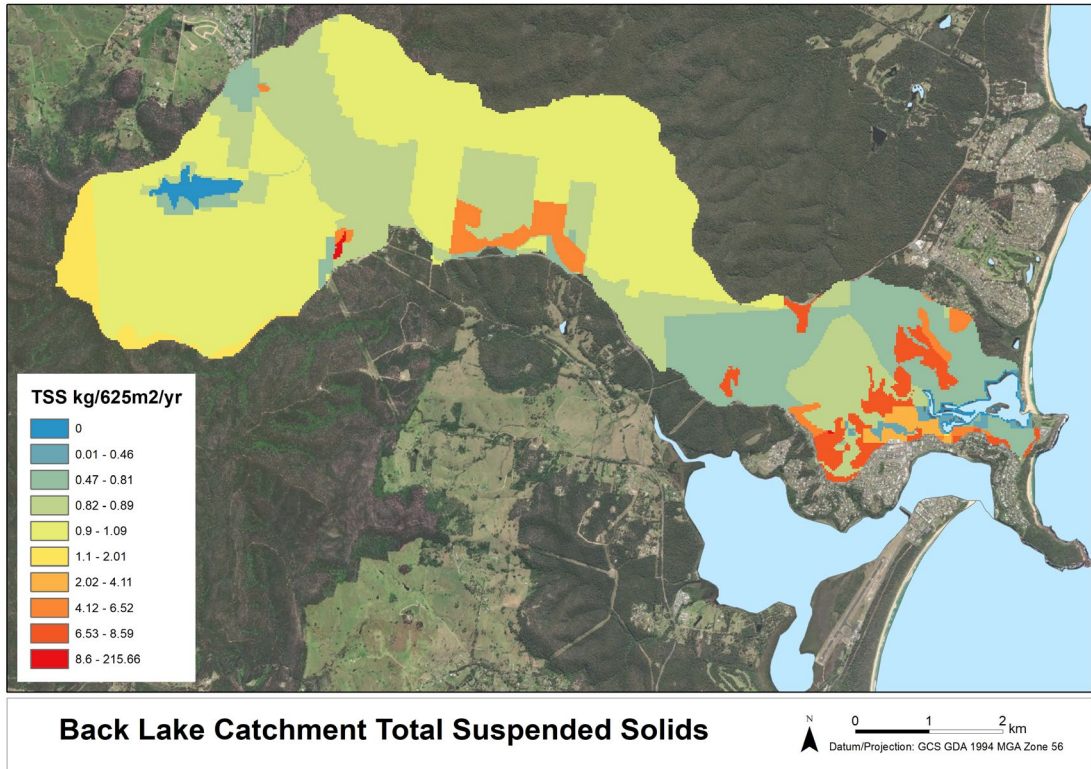 TSS kg/625m2/yr
0
0.01 - 0.46
0.47 - 0.81
0.82 - 0.89
0.9 - 1.09
1.1 - 2.01
2.02 - 4.11
4.12 - 6.52
6.53 - 8.59
8.6 - 215.66
Back Lake Catchment Total Suspended Solids
N
0 1 2
km
Datum/Projection: GCS GDA 1994 MGA Zone 56